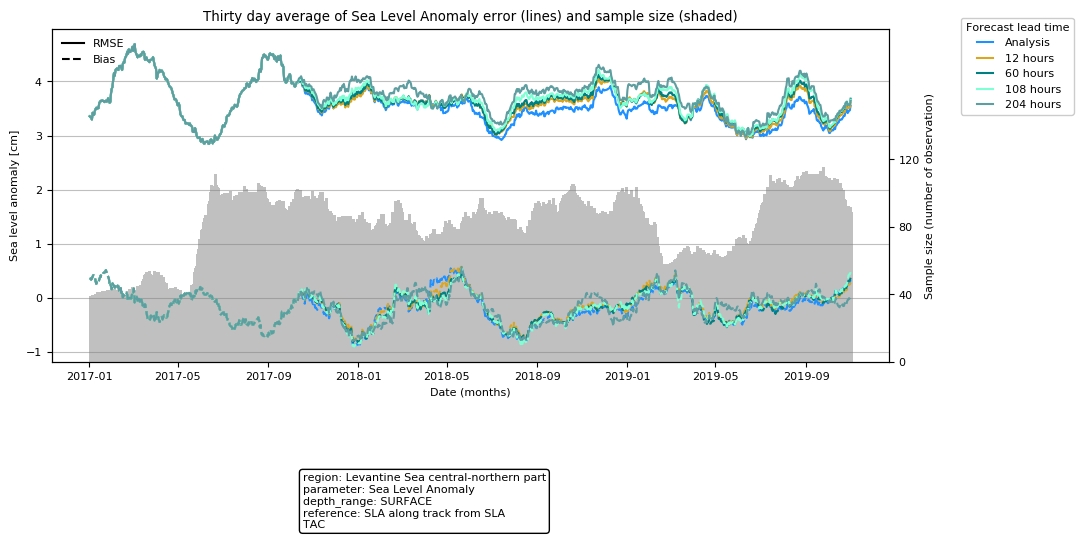 Thirty day average of Sea Level Anomaly error (lines) and sample size (shaded)
RMSE
Bias
Forecast lead time
Analysis
12 hours
60 hours
108 hours
204 hours
Sea level anomaly [cm]
4
3
2
1
0
−1
Sample size (number of observation)
120
80
40
0
2017-01
2017-05
2017-09
2018-01
2018-05
2018-09
2019-01
2019-05
2019-09
Date (months)
region: Levantine Sea central-northern part
parameter: Sea Level Anomaly
depth_range: SURFACE
reference: SLA along track from SLA
TAC